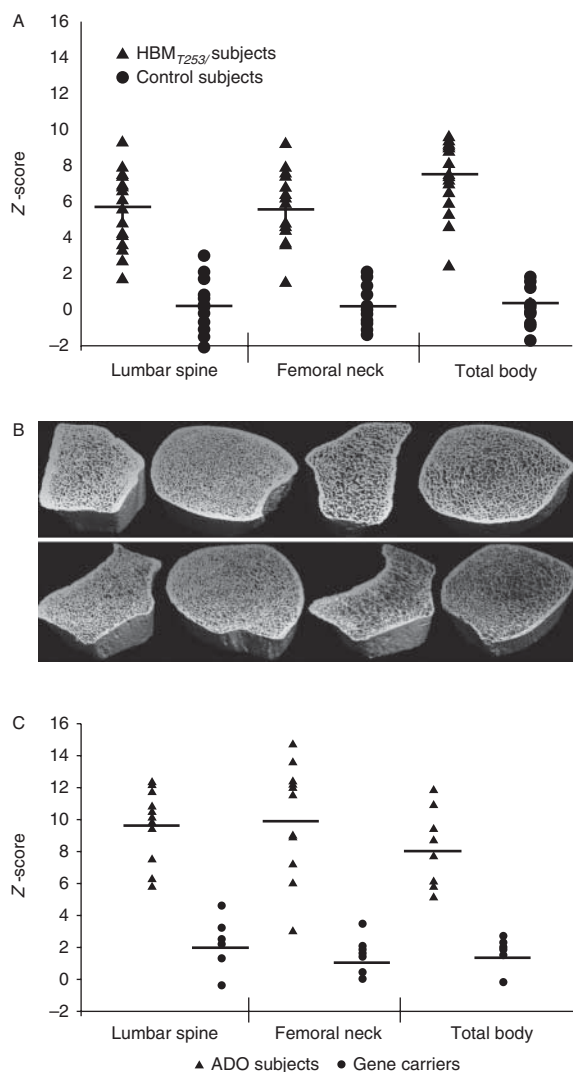 A
16
14
12
10
8
6
4
2
0
–2
Z -score
▲ HBM T253/ subjects
● Control subjects
Lumbar spine
Femoral neck
Total body
B
C
16
14
12
10
8
6
4
2
0
–2
Z -score
Lumbar spine
Femoral neck
Total body
▲ ADO subjects ● Gene carriers